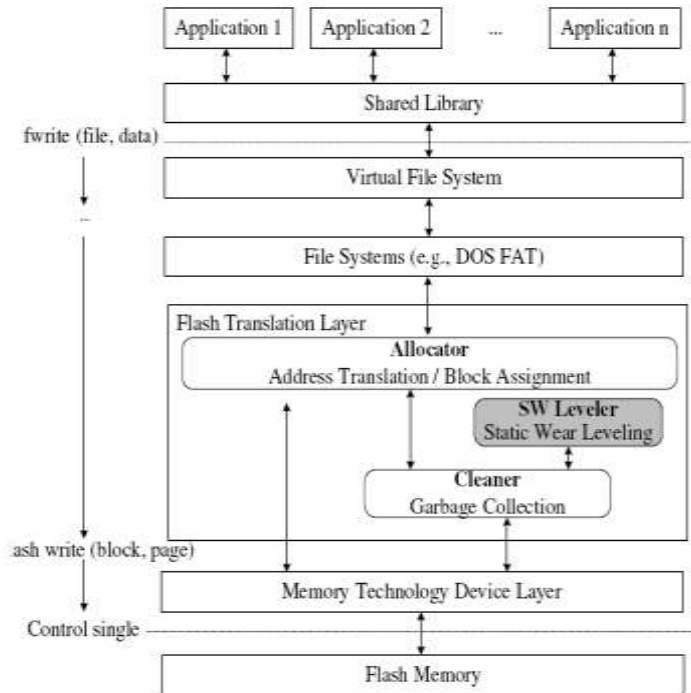 Application 1
Application 2
...
Application n
Shared Library
fwrite (file, data)
Virtual File System
...
File Systems (e.g., DOS FAT)
Flash Translation Layer
Allocator
Address Translation / Block Assignment
SW Leveler
Static Wear Leveling
Cleaner
Garbage Collection
ash write (block, page)
Memory Technology Device Layer
Control single
Flash Memory